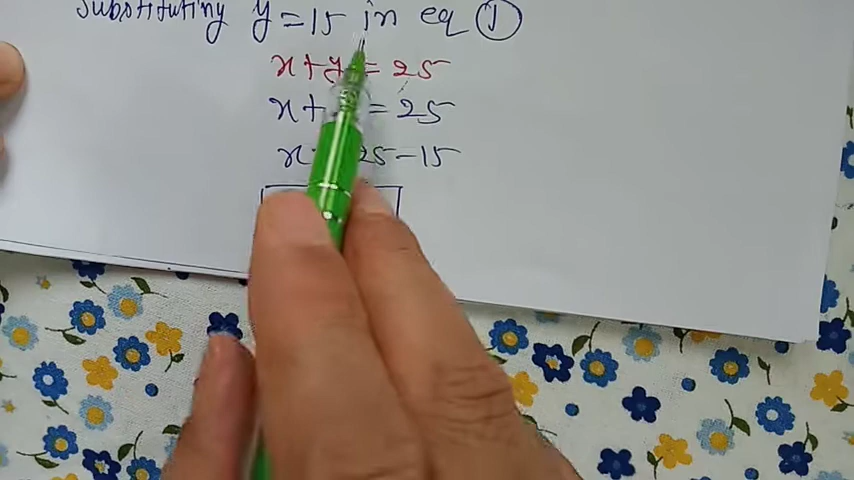 Substituting y = 15 in eq ①
x + y = 25
x + = 25
x 25 - 15